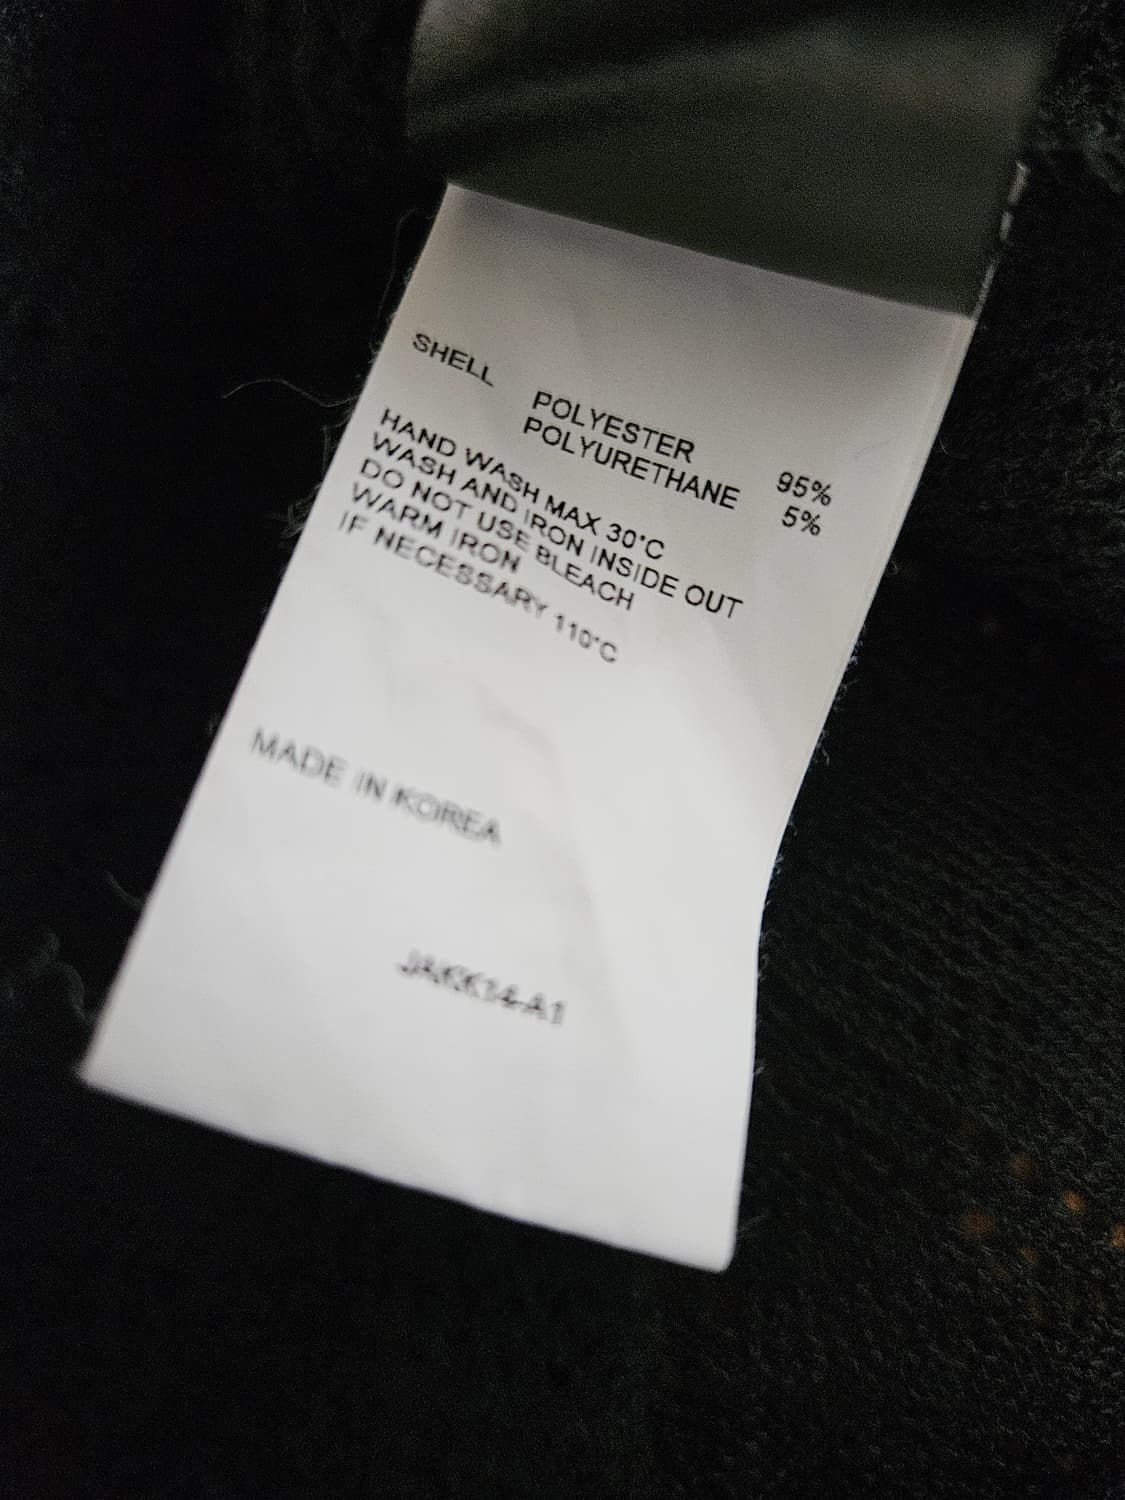 SHELL
POLYESTER 95%
POLYURETHANE 5%
HAND WASH MAX 30°C
WASH AND IRON INSIDE OUT
DO NOT USE BLEACH
WARM IRON
IF NECESSARY 110°C
MADE IN KOREA